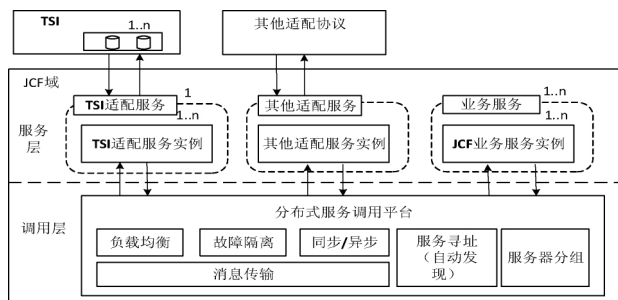 TSI
1..n
其他适配协议
JCF域
TSI适配服务
1
1..n
TSI适配服务实例
其他适配服务
其他适配服务实例
业务服务
1..n
1..n
JCF业务服务实例
服务
层
调用层
分布式服务调用平台
负载均衡
故障隔离
同步/异步
消息传输
服务寻址
（自动发
现）
服务器分组